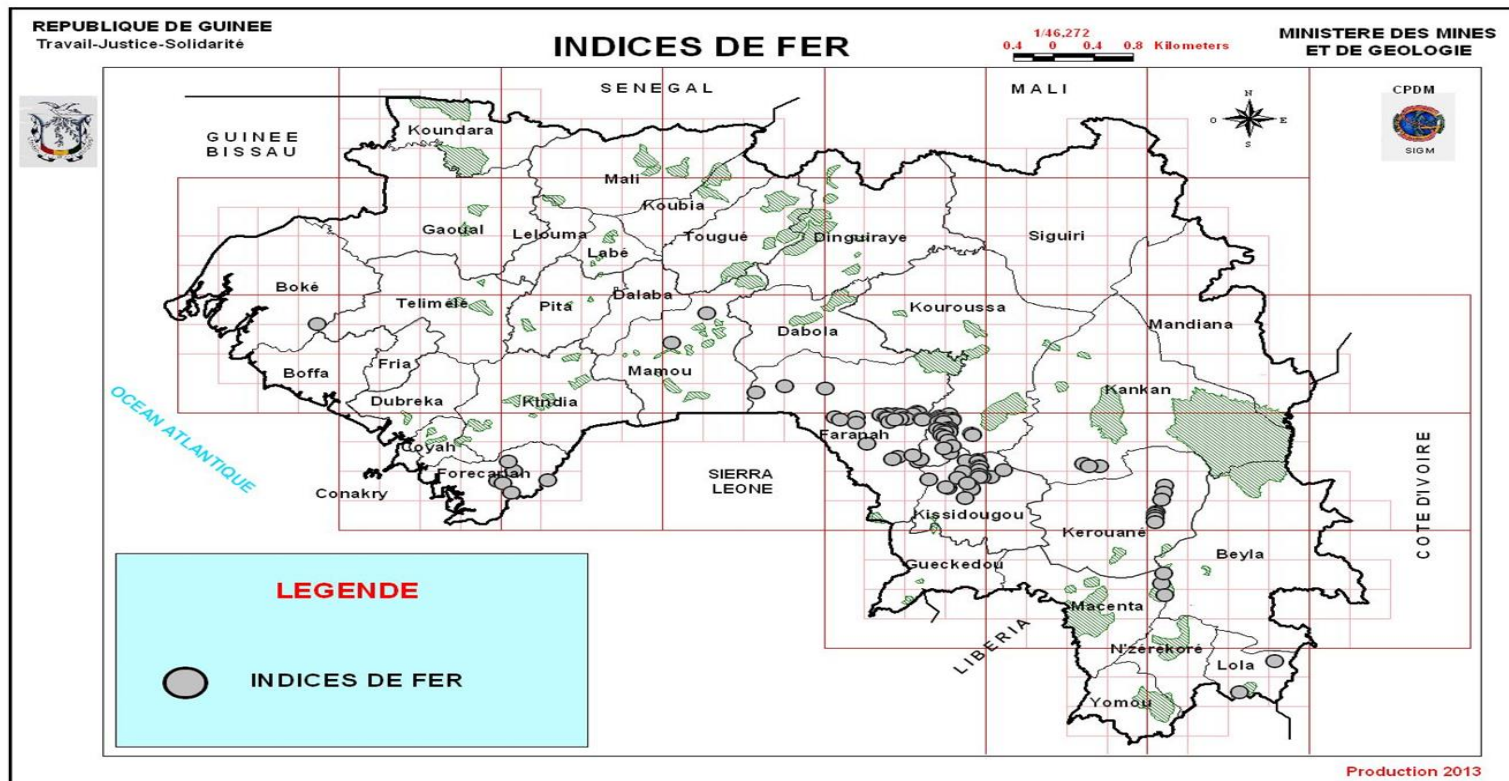 REPUBLIQUE DE GUINEE
Travail-Justice-Solidarité
INDICES DE FER
1/46,272
0.4 0 0.4 0.8 Kilometers
MINISTERE DES MINES
ET DE GEOLOGIE
SENEGAL
MALI
CPDM
SIGM
N
O
E
S
GUINEE
BISSAU
Koundara
Mali
Koubia
Gaoual
Lelouma
Labé
Tougué
Dinguiraye
Siguiri
Boké
Telimélé
Pita
Dalaba
Dabola
Kouroussa
Mandiana
Boffa
Fria
Mamou
Dubreka
Kindia
Kankan
OCEAN ATLANTIQUE
Coyah
Faranah
Forecariah
Conakry
SIERRA
LEONE
Kissidougou
Kerouané
Beyla
COTE D'IVOIRE
Gueckedou
Macenta
LIBERIA
N'zérékoré
Lola
Yomou
LEGENDE
INDICES DE FER
Production 2013